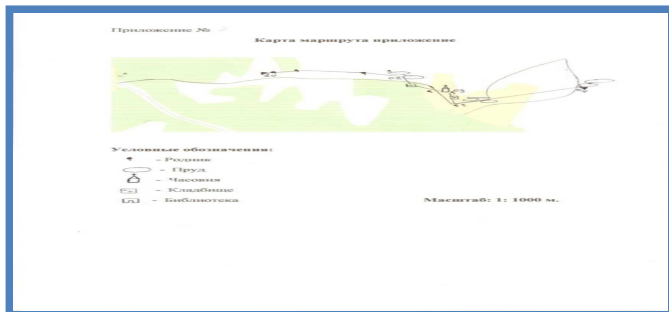 Приложение №
Карта маршрута приложение
Условные обозначения:
- Родник
- Пруд
- Часовня
- Кладбище
- Библиотека
Масштаб: 1: 1000 м.